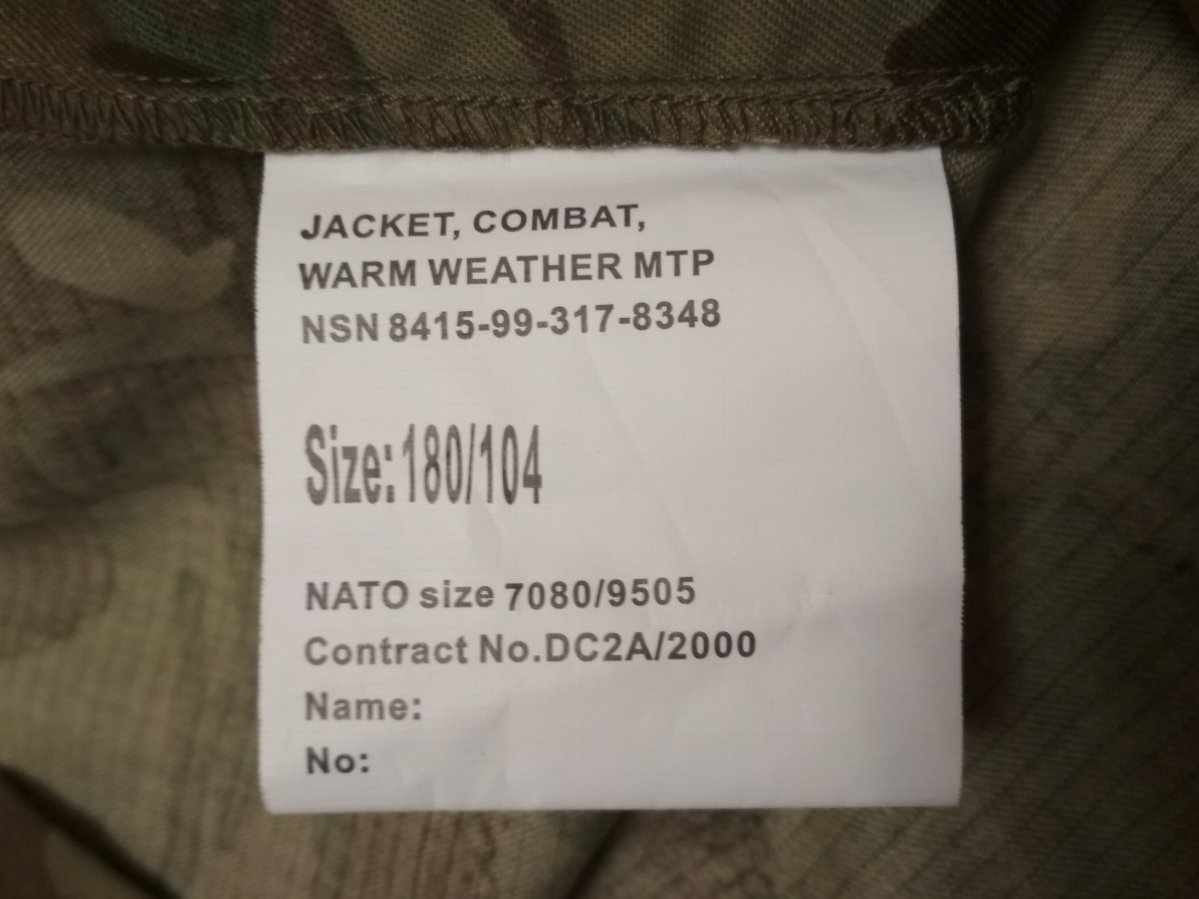 JACKET, COMBAT,
WARM WEATHER MTP
NSN 8415-99-317-8348
Size:180/104
NATO size 7080/9505
Contract No.DC2A/2000
Name:
No: